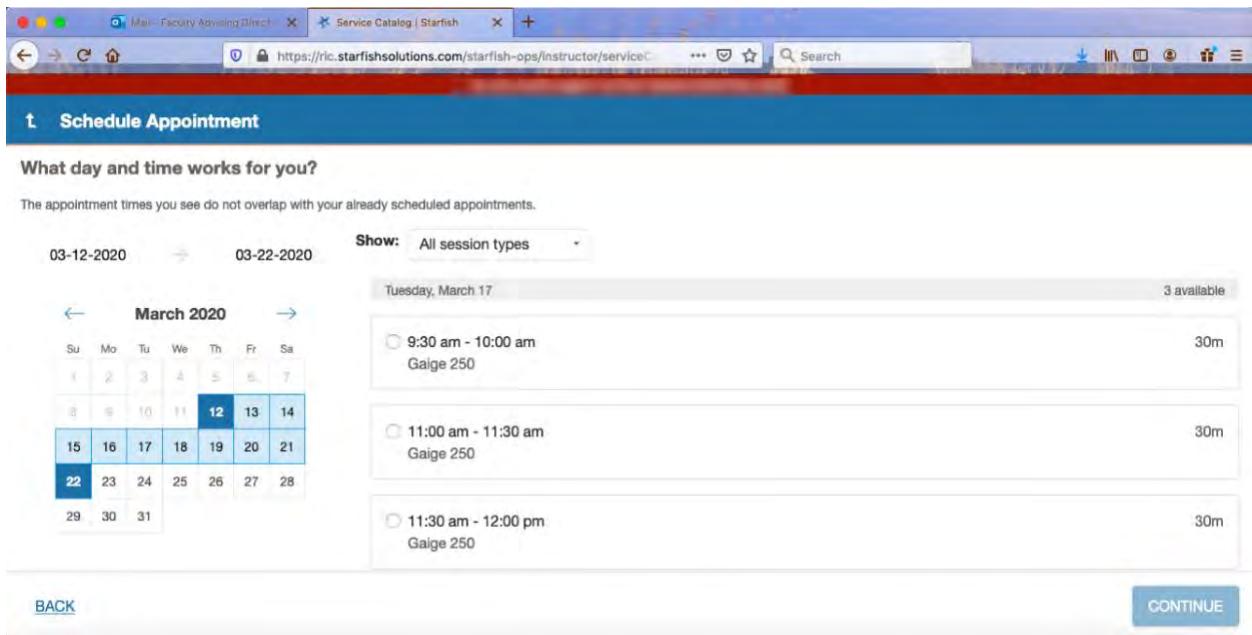 Mail - Faculty Advising Direct
Service Catalog | Starfish
https://ric.starfishsolutions.com/starfish-ops/instructor/service
Search
Schedule Appointment
What day and time works for you?
The appointment times you see do not overlap with your already scheduled appointments.
03-12-2020 → 03-22-2020
Show: All session types
Tuesday, March 17 3 available
← March 2020 →
Su Mo Tu We Th Fr Sa
1 2 3 4 5 6 7
8 9 10 11 12 13 14
15 16 17 18 19 20 21
22 23 24 25 26 27 28
29 30 31
9:30 am - 10:00 am 30m
Gaige 250
11:00 am - 11:30 am 30m
Gaige 250
11:30 am - 12:00 pm 30m
Gaige 250
BACK
CONTINUE